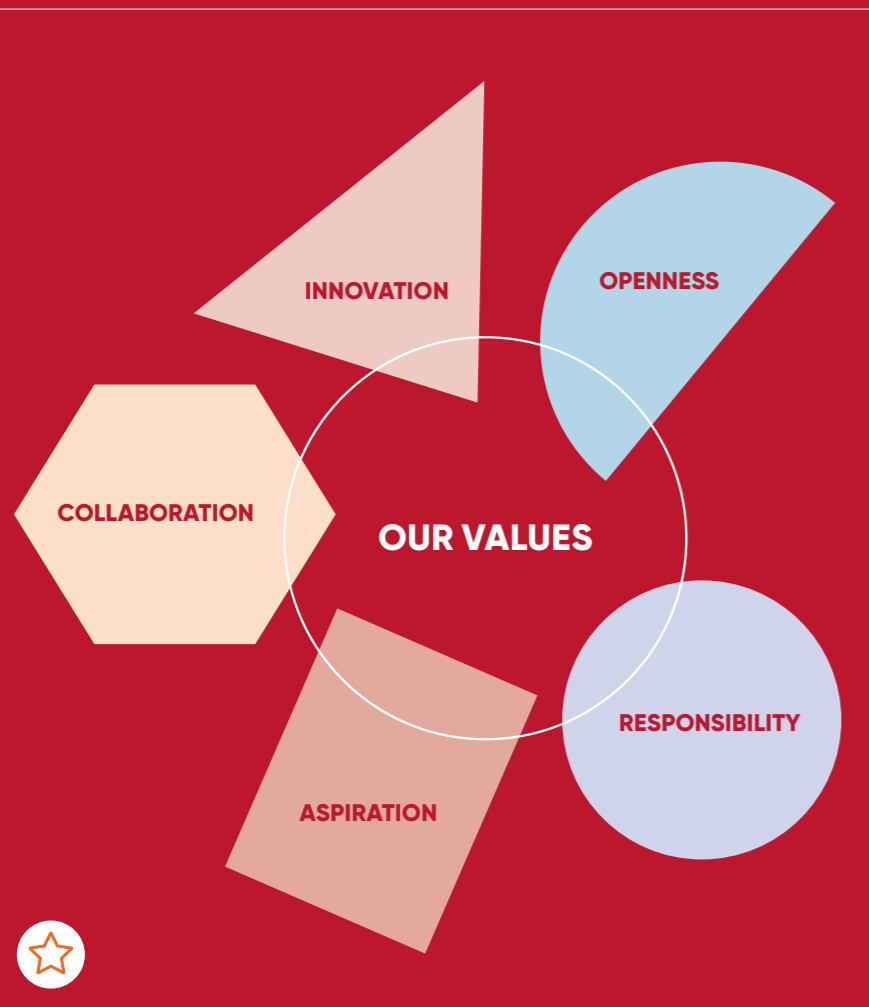 INNOVATION
OPENNESS
COLLABORATION
OUR VALUES
RESPONSIBILITY
ASPIRATION